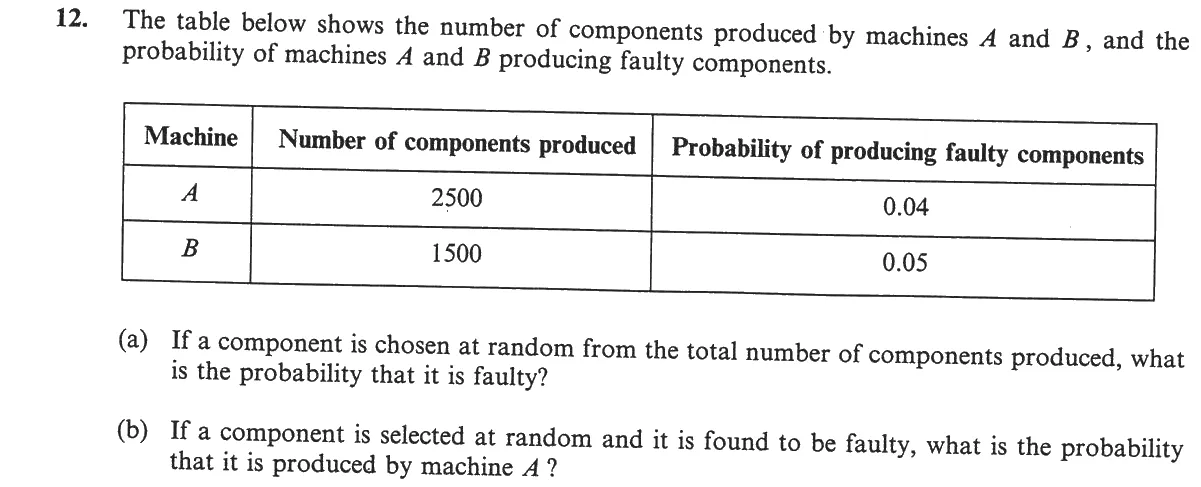 12. The table below shows the number of components produced by machines A and B, and the
probability of machines A and B producing faulty components.
Machine Number of components produced Probability of producing faulty components
A 2500 0.04
B 1500 0.05
(a) If a component is chosen at random from the total number of components produced, what
is the probability that it is faulty?
(b) If a component is selected at random and it is found to be faulty, what is the probability
that it is produced by machine A ?